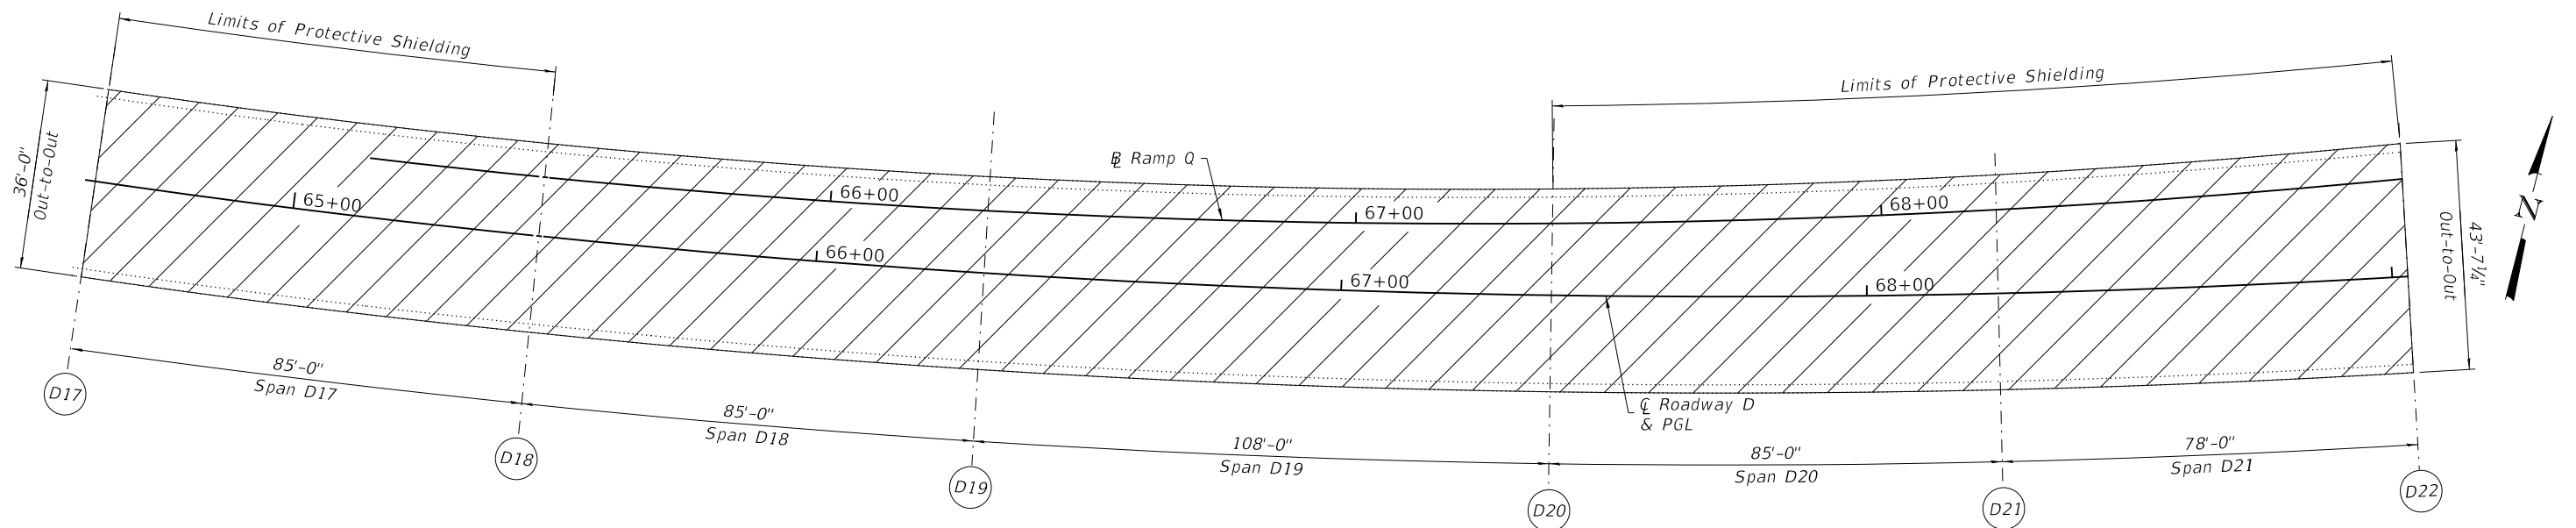 Limits of Protective Shielding
Limits of Protective Shielding
36'-0"
Out-to-Out
65+00
66+00
66+00
℄ Roadway D
& PGL
67+00
67+00
68+00
68+00
Ramp Q
43'-7¼"
Out-to-Out
N
85'-0"
Span D17
85'-0"
Span D18
108'-0"
Span D19
85'-0"
Span D20
78'-0"
Span D21
D17
D18
D19
D20
D21
D22